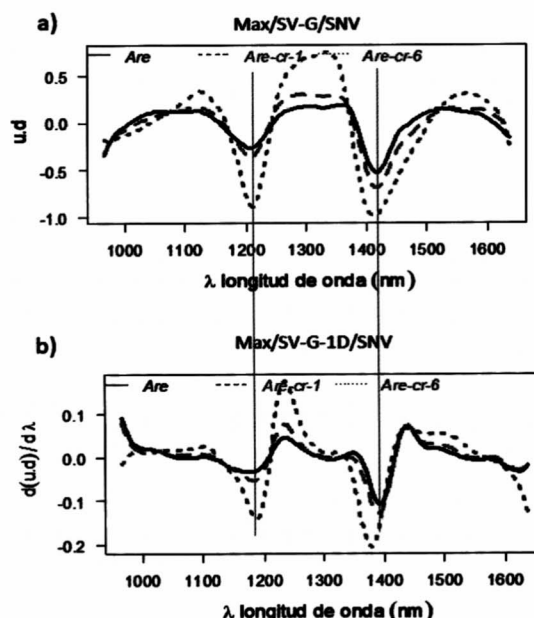 a)
Max/SV-G/SNV
Are Are-cr-1 Are-cr-6
u.d
0.5
0.0
-0.5
-1.0
1000 1100 1200 1300 1400 1500 1600
λ longitud de onda (nm)
b)
Max/SV-G-1D/SNV
Are Are-cr-1 Are-cr-6
d(u.d)/dλ
0.1
0.0
-0.1
-0.2
1000 1100 1200 1300 1400 1500 1600
λ longitud de onda (nm)